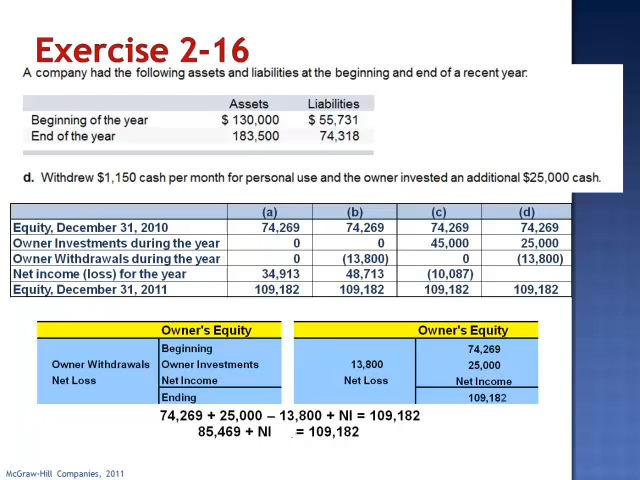 Exercise 2-16
A company had the following assets and liabilities at the beginning and end of a recent year:
Assets Liabilities
Beginning of the year $ 130,000 $ 55,731
End of the year 183,500 74,318
d. Withdrew $1,150 cash per month for personal use and the owner invested an additional $25,000 cash.
(a) (b) (c) (d)
Equity, December 31, 2010 74,269 74,269 74,269 74,269
Owner Investments during the year 0 0 45,000 25,000
Owner Withdrawals during the year 0 (13,800) 0 (13,800)
Net income (loss) for the year 34,913 48,713 (10,087)
Equity, December 31, 2011 109,182 109,182 109,182 109,182
Owner's Equity Owner's Equity
Beginning 74,269
Owner Withdrawals Owner Investments 13,800 25,000
Net Loss Net Income Net Loss Net Income
Ending 109,182
74,269 + 25,000 – 13,800 + NI = 109,182
85,469 + NI = 109,182
McGraw-Hill Companies, 2011